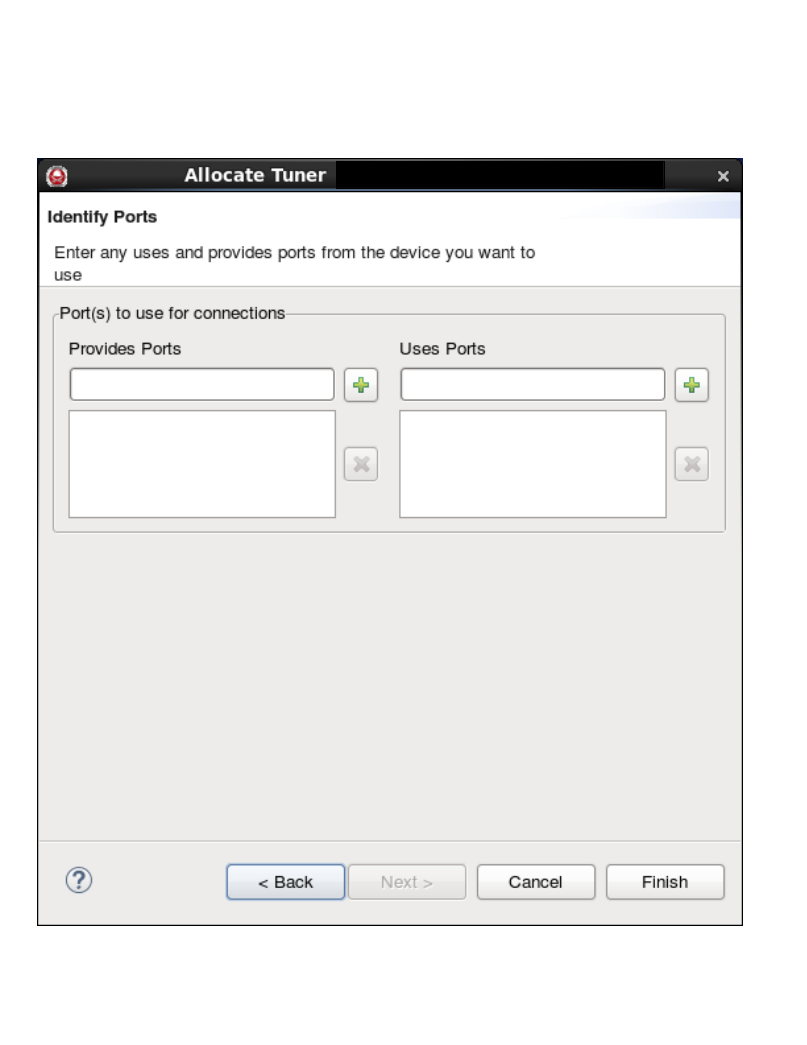 Allocate Tuner
Identify Ports
Enter any uses and provides ports from the device you want to
use
Port(s) to use for connections
Provides Ports
Uses Ports
< Back
Next >
Cancel
Finish